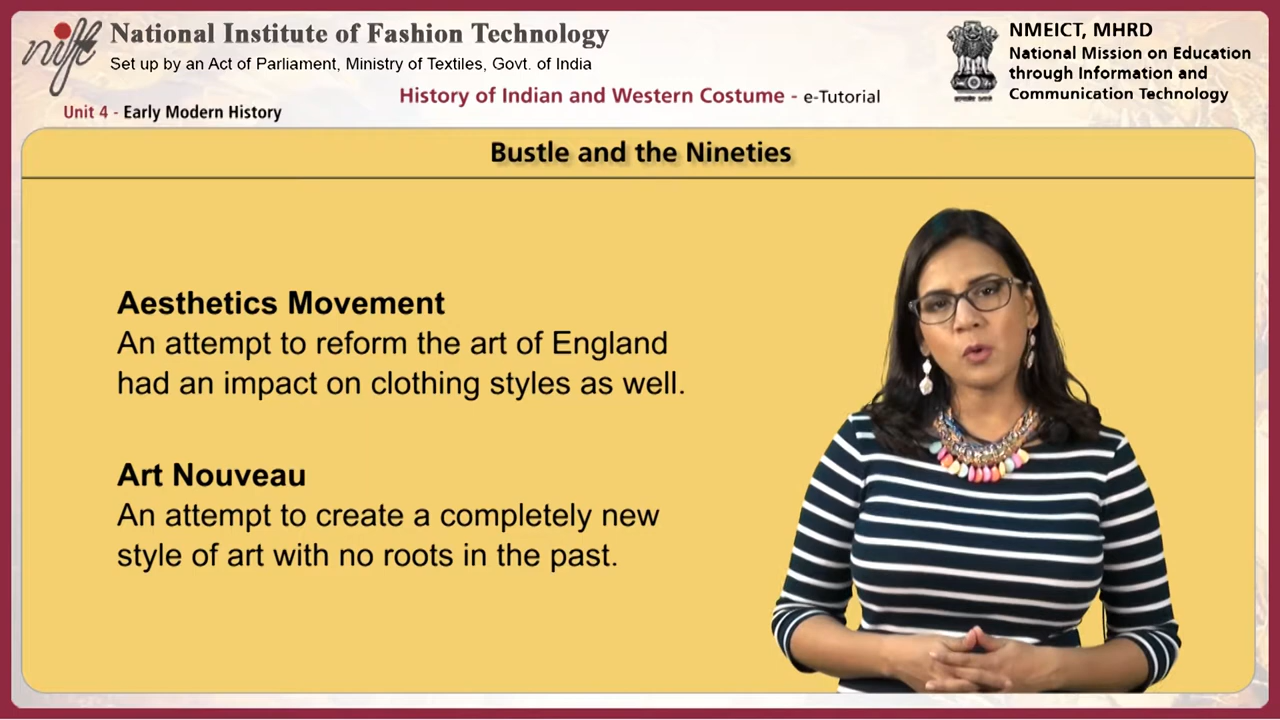 nift
National Institute of Fashion Technology
Set up by an Act of Parliament, Ministry of Textiles, Govt. of India
NMEICT, MHRD
National Mission on Education
through Information and
Communication Technology
History of Indian and Western Costume - e-Tutorial
Unit 4 - Early Modern History
Bustle and the Nineties
Aesthetics Movement
An attempt to reform the art of England
had an impact on clothing styles as well.
Art Nouveau
An attempt to create a completely new
style of art with no roots in the past.